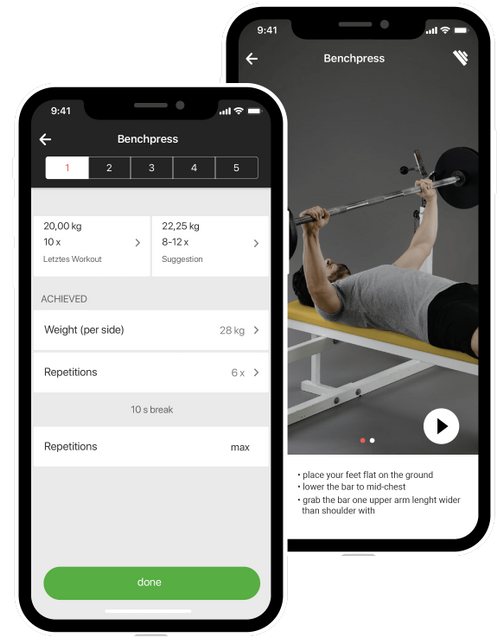 9:41
Benchpress
1 2 3 4 5
20,00 kg
10 x
Letztes Workout
22,25 kg
8-12 x
Suggestion
ACHIEVED
Weight (per side) 28 kg
Repetitions 6 x
10 s break
Repetitions max
done
9:41
Benchpress
• place your feet flat on the ground
• lower the bar to mid-chest
• grab the bar one upper arm lenght wider
than shoulder with